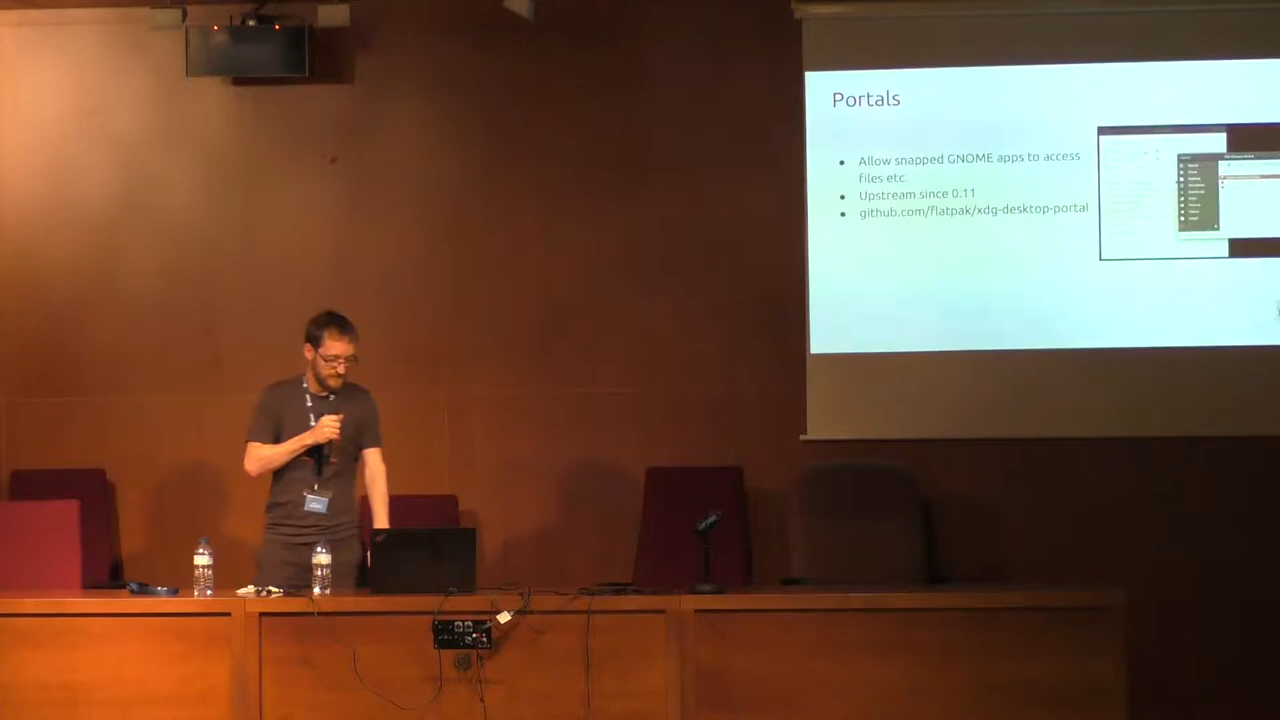 Portals
Allow snapped GNOME apps to access
files etc.
Upstream since 0.11
github.com/flatpak/xdg-desktop-portal